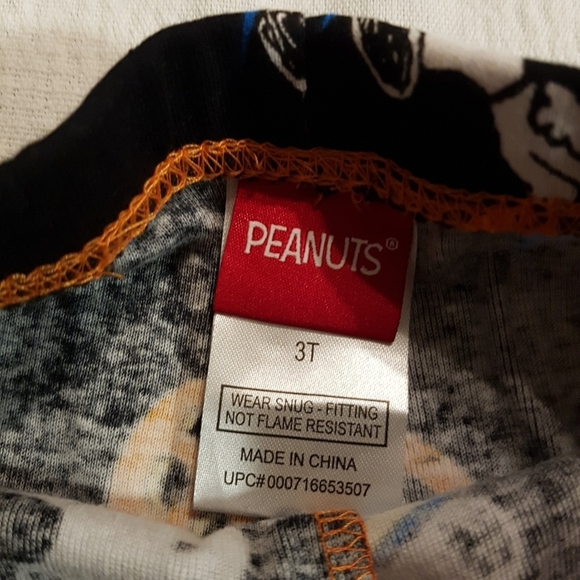 PEANUTS®
3T
WEAR SNUG - FITTING
NOT FLAME RESISTANT
MADE IN CHINA
UPC#000716653507